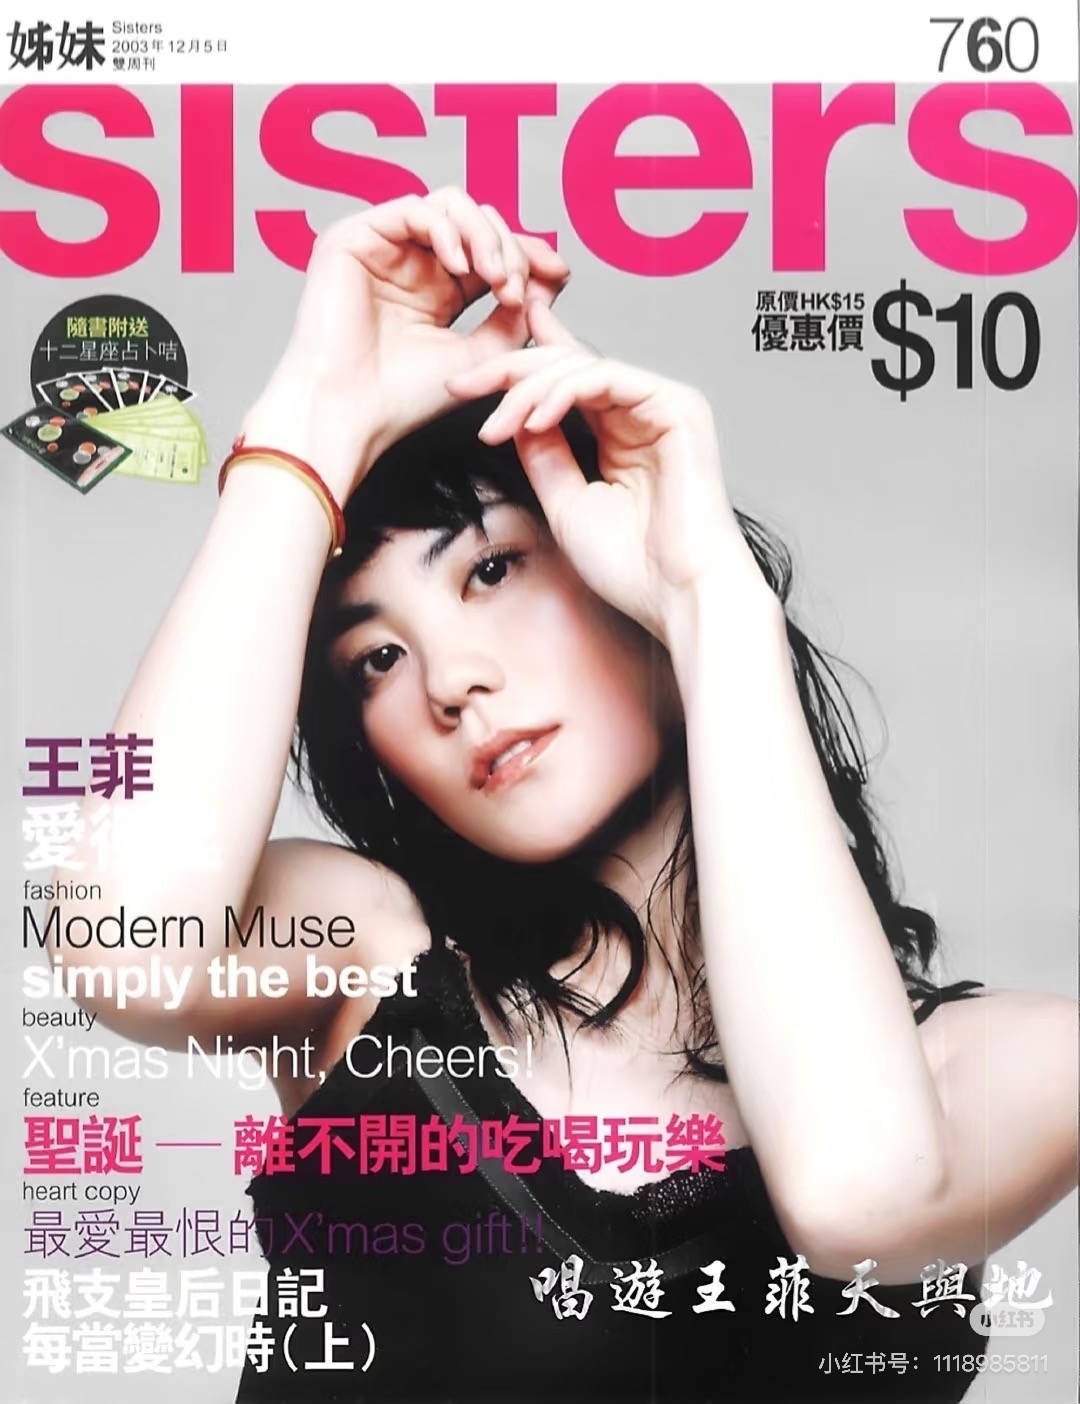 姊妹
Sisters
2003年12月5日
雙周刊
760
sisters
隨書附送
十二星座占卜咭
原價HK$15
優惠價
$10
王菲
愛得
fashion
Modern Muse
simply the best
beauty
X'mas Night, Cheers!
feature
聖誕 — 離不開的吃喝玩樂
heart copy
最愛最恨的X'mas gift!!
飛支皇后日記
每當變幻時(上)
唱遊王菲天與地
小红书
小红书号：1118985811